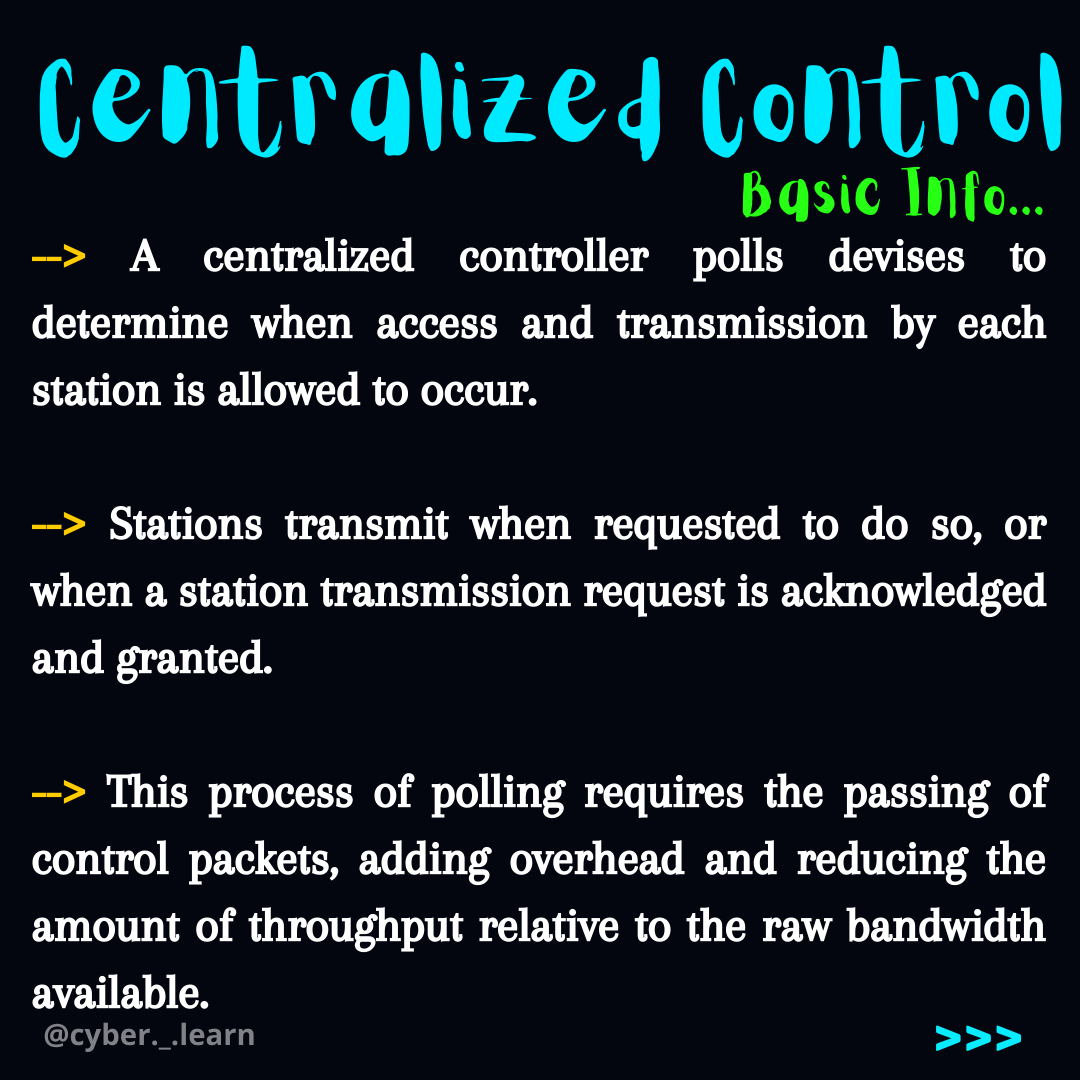 Centralized Control
Basic Info...
--> A centralized controller polls devises to
determine when access and transmission by each
station is allowed to occur.
--> Stations transmit when requested to do so, or
when a station transmission request is acknowledged
and granted.
--> This process of polling requires the passing of
control packets, adding overhead and reducing the
amount of throughput relative to the raw bandwidth
available.
@cyber._.learn
>>>